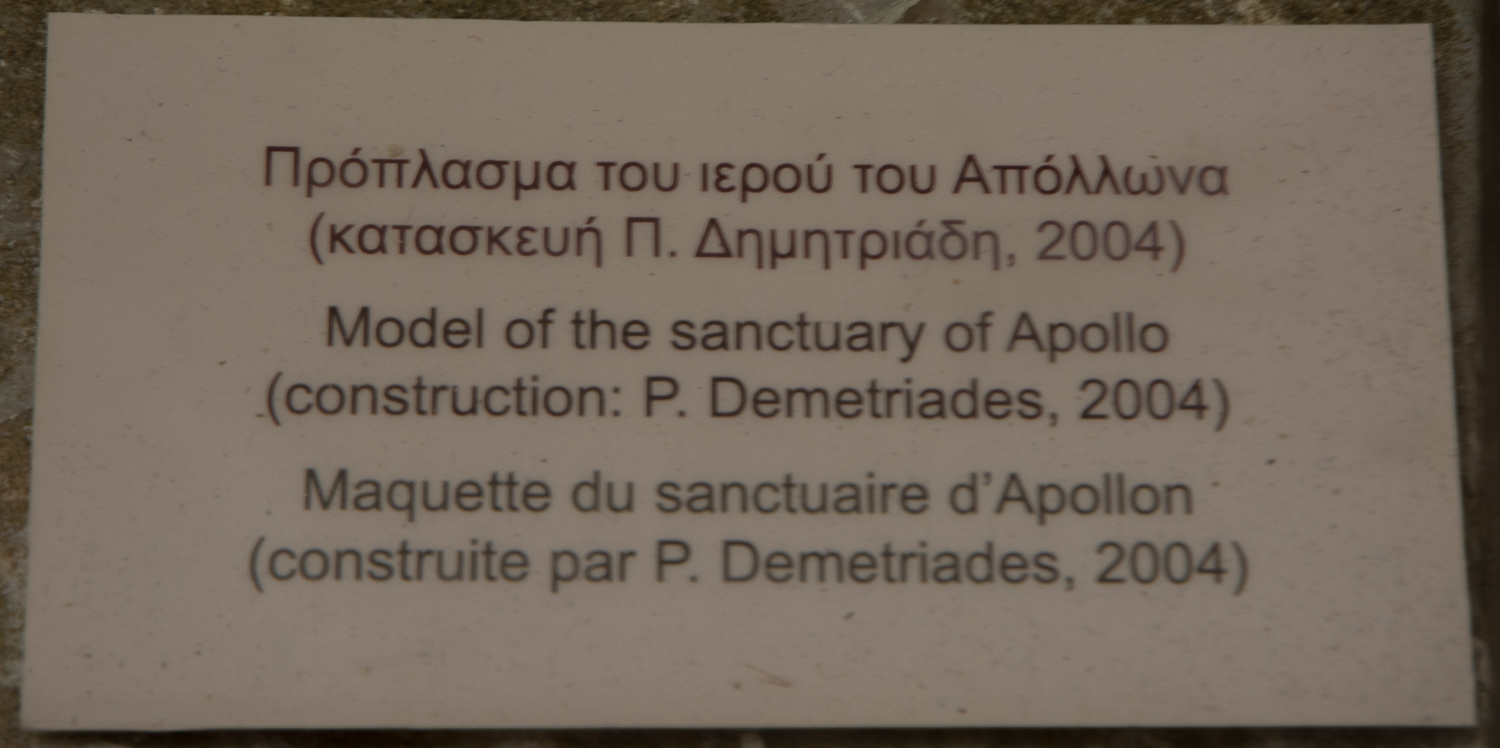 Πρόπλασμα του ιερού του Απόλλωνα
(κατασκευή Π. Δημητριάδη, 2004)
Model of the sanctuary of Apollo
(construction: P. Demetriades, 2004)
Maquette du sanctuaire d’Apollon
(construite par P. Demetriades, 2004)